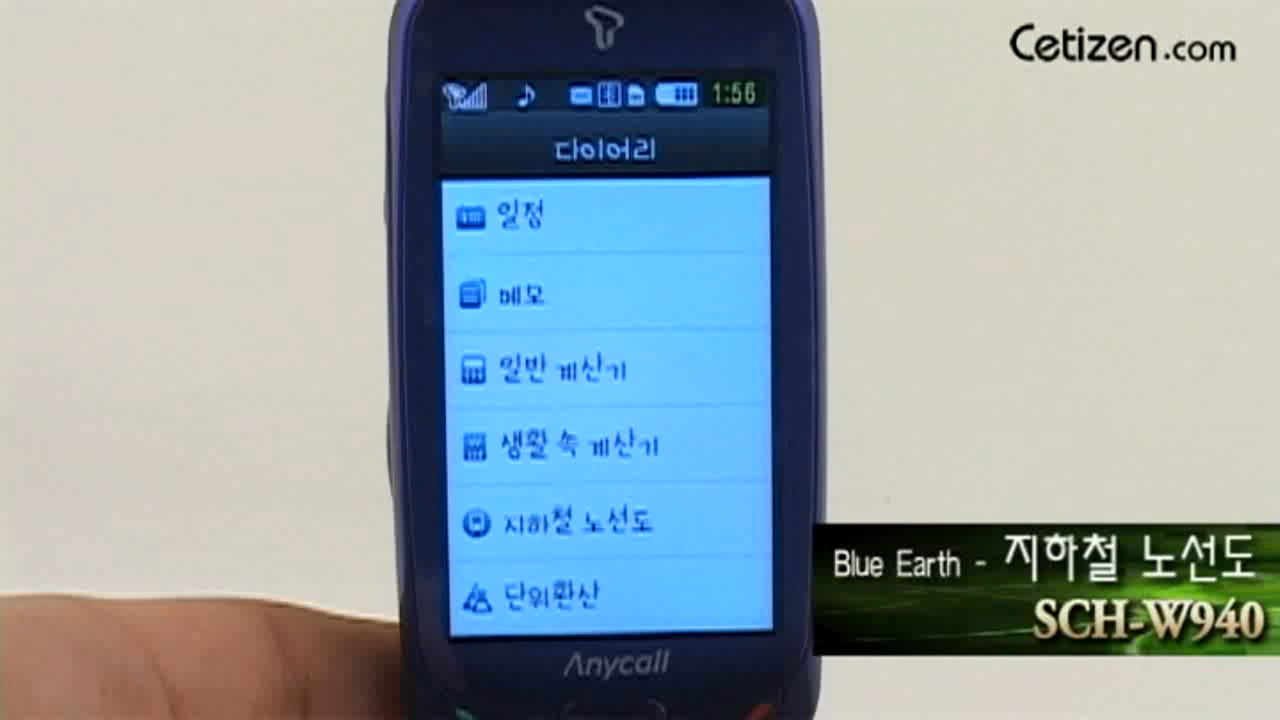 Cetizen.com
1:56
다이어리
일정
메모
일반 계산기
생활 속 계산기
지하철 노선도
단위환산
Anycall
Blue Earth - 지하철 노선도
SCH-W940